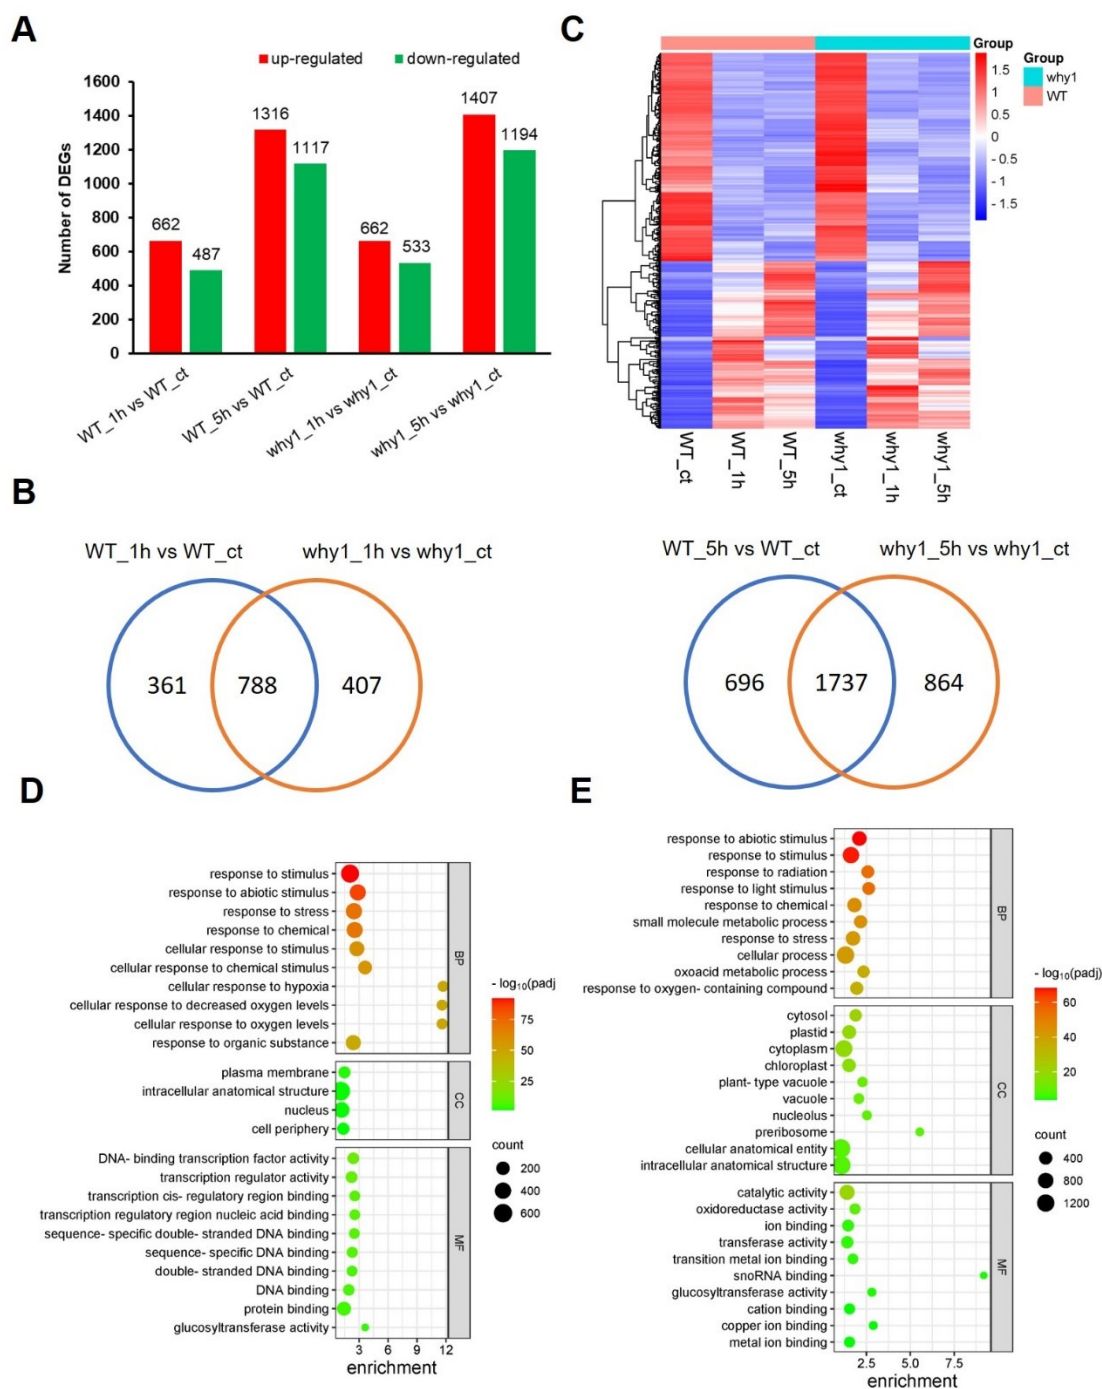 A
up-regulated down-regulated
Number of DEGs
1600
1400
1200
1000
800
600
400
200
0
662
487
1316
1117
662
533
1407
1194
WT_1h vs WT_ct
WT_5h vs WT_ct
why1_1h vs why1_ct
why1_5h vs why1_ct
C
Group
1.5
1
0.5
0
- 0.5
- 1
- 1.5
Group
why1
WT
WT_ct
WT_1h
WT_5h
why1_ct
why1_1h
why1_5h
B
WT_1h vs WT_ct
why1_1h vs why1_ct
361
788
407
WT_5h vs WT_ct
why1_5h vs why1_ct
696
1737
864
D
response to stimulus
response to abiotic stimulus
response to stress
response to chemical
cellular response to stimulus
cellular response to chemical stimulus
cellular response to hypoxia
cellular response to decreased oxygen levels
cellular response to oxygen levels
response to organic substance
BP
plasma membrane
intracellular anatomical structure
nucleus
cell periphery
CC
DNA- binding transcription factor activity
transcription regulator activity
transcription cis- regulatory region binding
transcription regulatory region nucleic acid binding
sequence- specific double- stranded DNA binding
sequence- specific DNA binding
double- stranded DNA binding
DNA binding
protein binding
glucosyltransferase activity
MF
3 6 9 12
enrichment
- log10(padj
75
50
25
count
200
400
600
E
response to abiotic stimulus
response to stimulus
response to radiation
response to light stimulus
response to chemical
small molecule metabolic process
response to stress
cellular process
oxoacid metabolic process
response to oxygen- containing compound
BP
cytosol
plastid
cytoplasm
chloroplast
plant- type vacuole
vacuole
nucleolus
preribosome
cellular anatomical entity
intracellular anatomical structure
CC
catalytic activity
oxidoreductase activity
ion binding
transferase activity
transition metal ion binding
snoRNA binding
glucosyltransferase activity
cation binding
copper ion binding
metal ion binding
MF
2.5 5.0 7.5
enrichment
- log10(padj)
60
40
20
count
400
800
1200